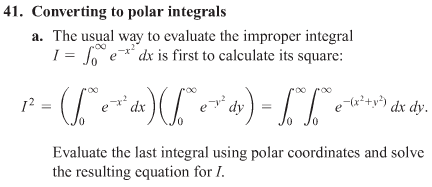 41. Converting to polar integrals
a. The usual way to evaluate the improper integral
I = ∫₀^∞ e^{-x²} dx is first to calculate its square:
I² = (∫₀^∞ e^{-x²} dx)(∫₀^∞ e^{-y²} dy) = ∫₀^∞ ∫₀^∞ e^{-(x²+y²)} dx dy.
Evaluate the last integral using polar coordinates and solve
the resulting equation for I.